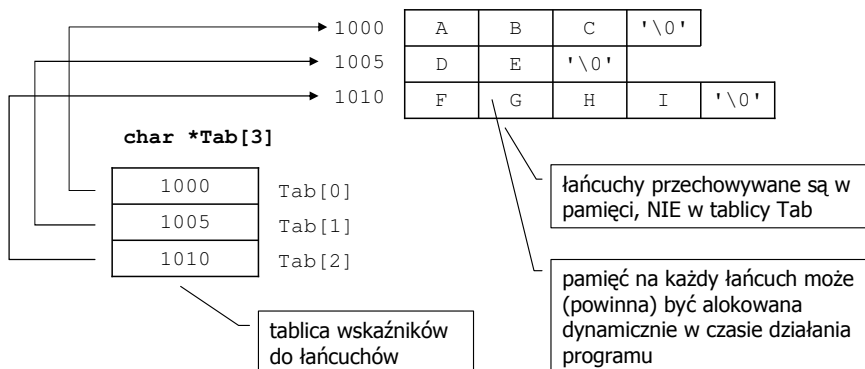 1000 A B C '\0'
1005 D E '\0'
1010 F G H I '\0'
char *Tab[3]
1000 Tab[0]
1005 Tab[1]
1010 Tab[2]
łańcuchy przechowywane są w
pamięci, NIE w tablicy Tab
pamięć na każdy łańcuch może
(powinna) być alokowana
dynamicznie w czasie działania
programu
tablica wskaźników
do łańcuchów